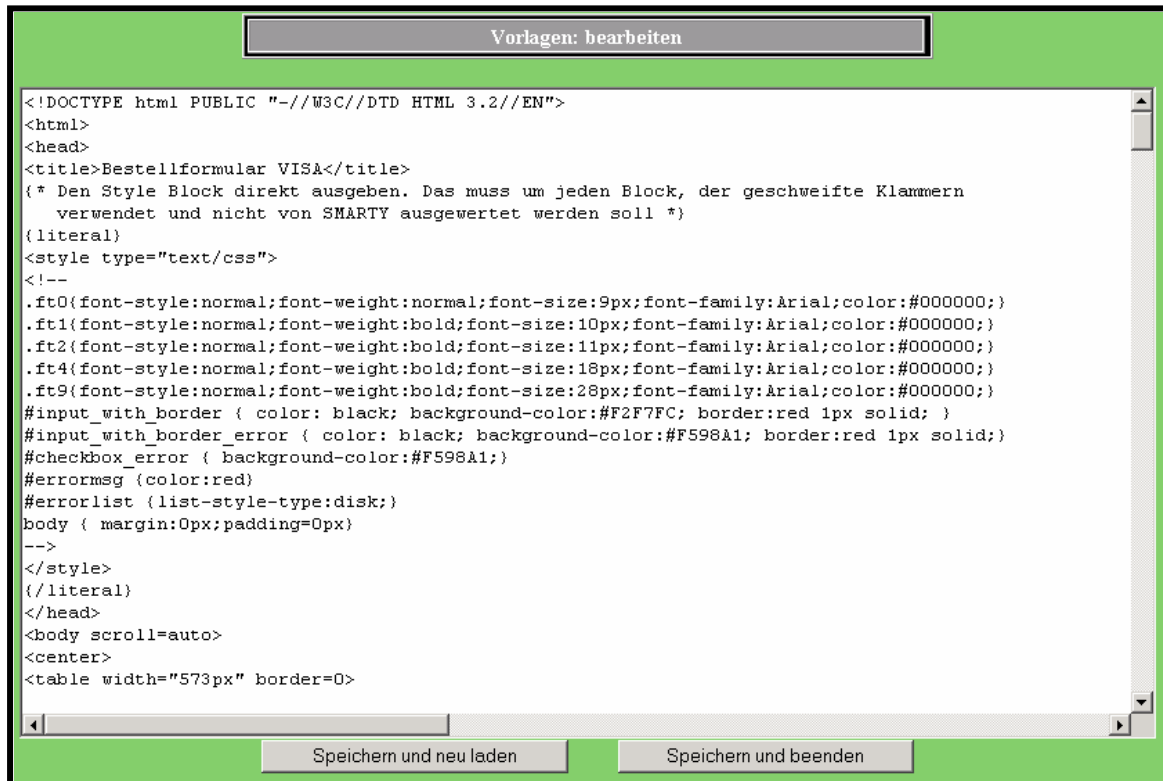 Vorlagen: bearbeiten
<!DOCTYPE html PUBLIC "-//W3C//DTD HTML 3.2//EN">
<html>
<head>
<title>Bestellformular VISA</title>
{* Den Style Block direkt ausgeben. Das muss um jeden Block, der geschweifte Klammern
   verwendet und nicht von SMARTY ausgewertet werden soll *}
{literal}
<style type="text/css">
<!--
.ft0{font-style:normal;font-weight:normal;font-size:9px;font-family:Arial;color:#000000;}
.ft1{font-style:normal;font-weight:bold;font-size:10px;font-family:Arial;color:#000000;}
.ft2{font-style:normal;font-weight:bold;font-size:11px;font-family:Arial;color:#000000;}
.ft4{font-style:normal;font-weight:bold;font-size:18px;font-family:Arial;color:#000000;}
.ft9{font-style:normal;font-weight:bold;font-size:28px;font-family:Arial;color:#000000;}
#input_with_border { color: black; background-color:#F2F7FC; border:red 1px solid; }
#input_with_border_error { color: black; background-color:#F598A1; border:red 1px solid;}
#checkbox_error { background-color:#F598A1;}
#errormsg {color:red}
#errorlist {list-style-type:disk;}
body { margin:0px;padding=0px}
-->
</style>
{/literal}
</head>
<body scroll=auto>
<center>
<table width="573px" border=0>
Speichern und neu laden
Speichern und beenden